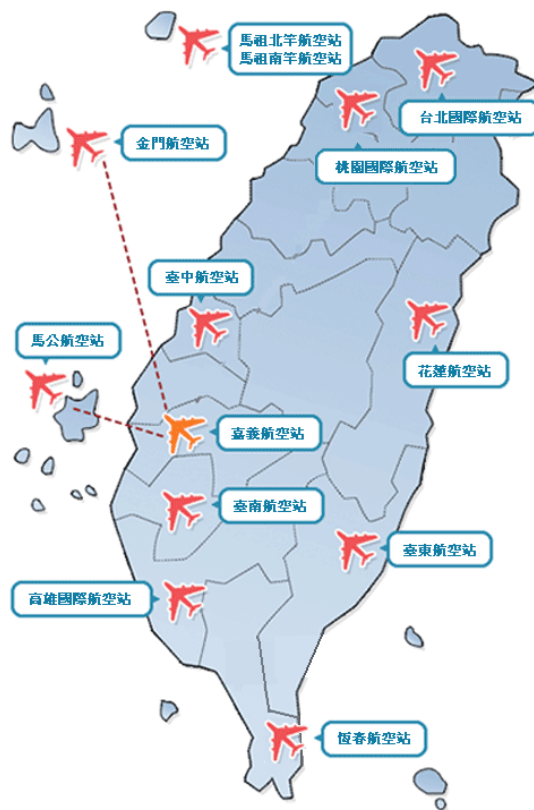 馬祖北竿航空站
馬祖南竿航空站
台北國際航空站
金門航空站
桃園國際航空站
臺中航空站
馬公航空站
花蓮航空站
嘉義航空站
臺南航空站
臺東航空站
高雄國際航空站
恆春航空站